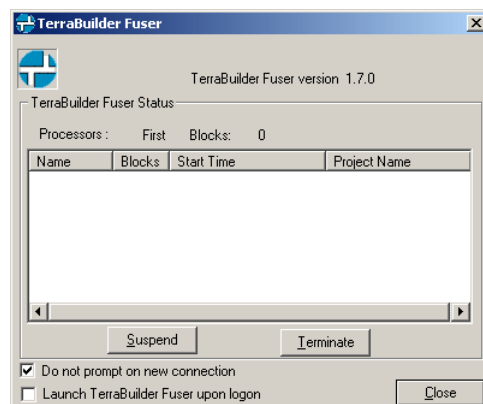 TerraBuilder Fuser
TerraBuilder Fuser version 1.7.0
TerraBuilder Fuser Status
Processors : First Blocks: 0
Name Blocks Start Time Project Name
Suspend Terminate
Do not prompt on new connection
Launch TerraBuilder Fuser upon logon
Close